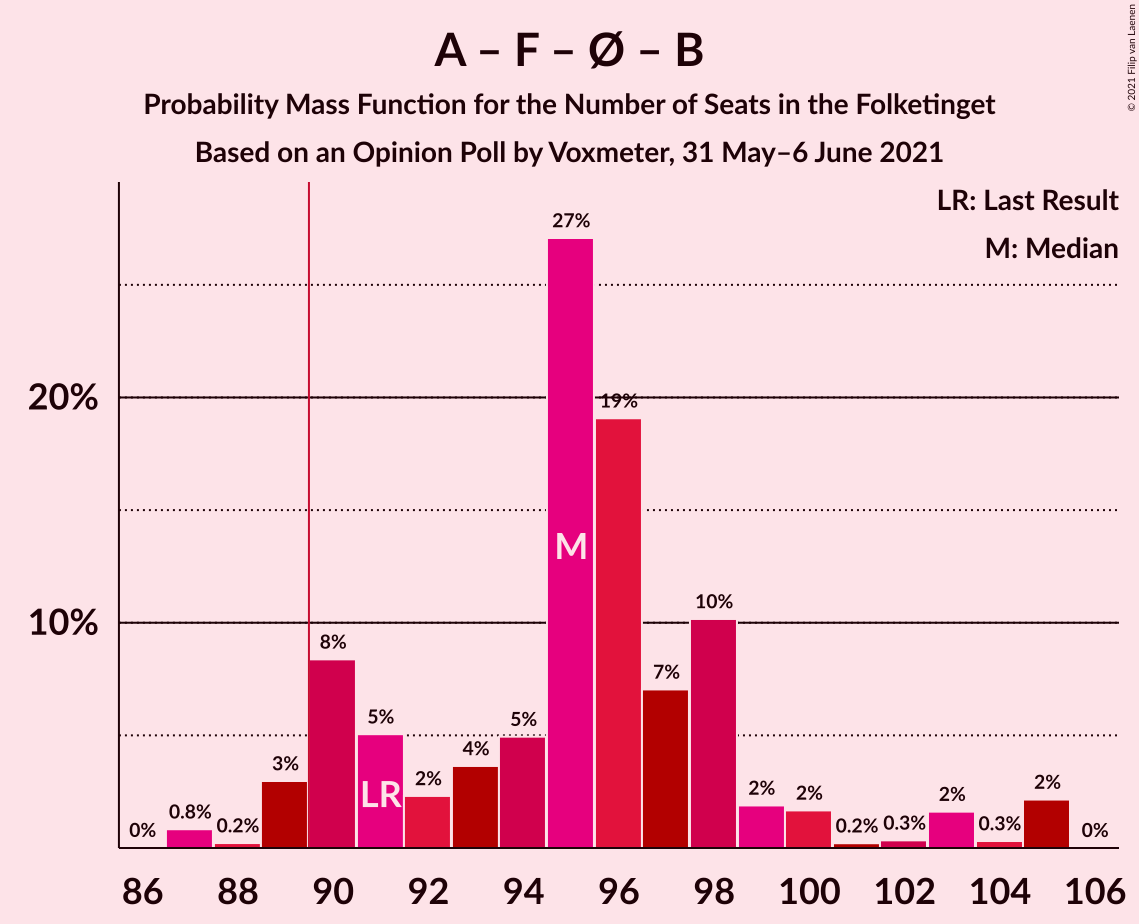 A – F – Ø – B
Probability Mass Function for the Number of Seats in the Folketinget
Based on an Opinion Poll by Voxmeter, 31 May–6 June 2021
© 2021 Filip van Laenen
LR: Last Result
M: Median
20%
10%
0%
0.8%
0.2%
3%
8%
5%
2%
4%
5%
27%
19%
7%
10%
2%
2%
0.2%
0.3%
2%
0.3%
2%
0%
LR
M
86 88 90 92 94 96 98 100 102 104 106